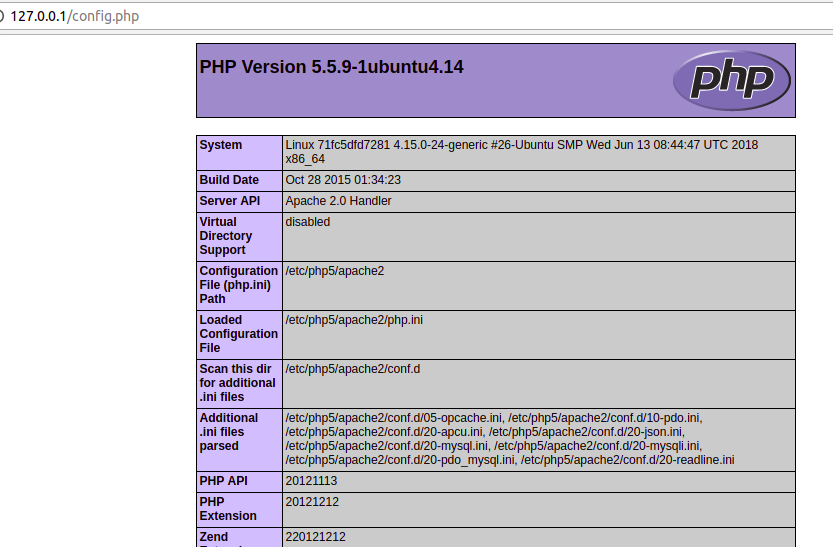 127.0.0.1/config.php
PHP Version 5.5.9-1ubuntu4.14
php
System
Linux 71fc5dfd7281 4.15.0-24-generic #26-Ubuntu SMP Wed Jun 13 08:44:47 UTC 2018
x86_64
Build Date
Oct 28 2015 01:34:23
Server API
Apache 2.0 Handler
Virtual
Directory
Support
disabled
Configuration
File (php.ini)
Path
/etc/php5/apache2
Loaded
Configuration
File
/etc/php5/apache2/php.ini
Scan this dir
for additional
.ini files
/etc/php5/apache2/conf.d
Additional
.ini files
parsed
/etc/php5/apache2/conf.d/05-opcache.ini, /etc/php5/apache2/conf.d/10-pdo.ini,
/etc/php5/apache2/conf.d/20-apcu.ini, /etc/php5/apache2/conf.d/20-json.ini,
/etc/php5/apache2/conf.d/20-mysql.ini, /etc/php5/apache2/conf.d/20-mysqli.ini,
/etc/php5/apache2/conf.d/20-pdo_mysql.ini, /etc/php5/apache2/conf.d/20-readline.ini
PHP API
20121113
PHP
Extension
20121212
Zend
220121212